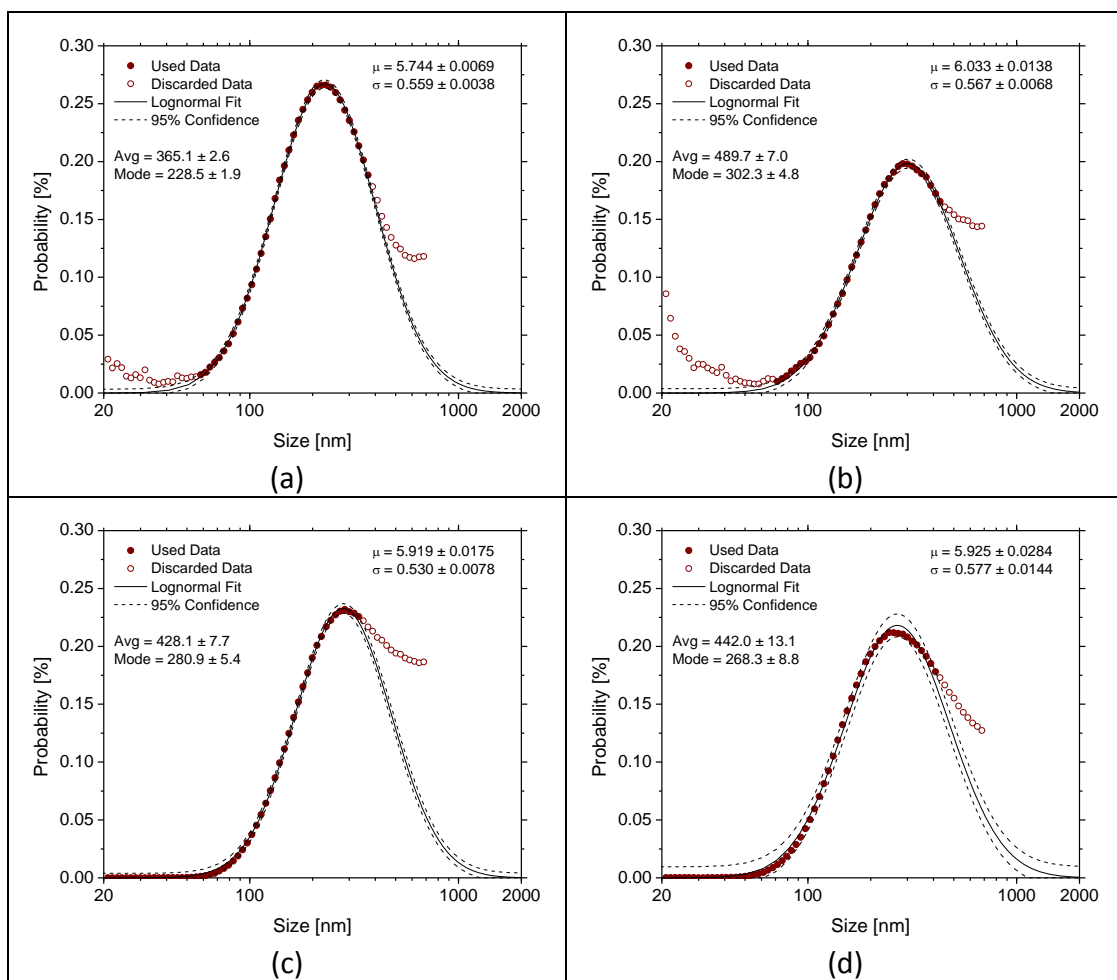 0.30
Used Data
Discarded Data
Lognormal Fit
95% Confidence
μ = 5.744 ± 0.0069
σ = 0.559 ± 0.0038
Avg = 365.1 ± 2.6
Mode = 228.5 ± 1.9
0.25
0.20
0.15
0.10
0.05
0.00
Probability [%]
20 100 1000 2000
Size [nm]
(a)
0.30
Used Data
Discarded Data
Lognormal Fit
95% Confidence
μ = 6.033 ± 0.0138
σ = 0.567 ± 0.0068
Avg = 489.7 ± 7.0
Mode = 302.3 ± 4.8
0.25
0.20
0.15
0.10
0.05
0.00
Probability [%]
20 100 1000 2000
Size [nm]
(b)
0.30
Used Data
Discarded Data
Lognormal Fit
95% Confidence
μ = 5.919 ± 0.0175
σ = 0.530 ± 0.0078
Avg = 428.1 ± 7.7
Mode = 280.9 ± 5.4
0.25
0.20
0.15
0.10
0.05
0.00
Probability [%]
20 100 1000 2000
Size [nm]
(c)
0.30
Used Data
Discarded Data
Lognormal Fit
95% Confidence
μ = 5.925 ± 0.0284
σ = 0.577 ± 0.0144
Avg = 442.0 ± 13.1
Mode = 268.3 ± 8.8
0.25
0.20
0.15
0.10
0.05
0.00
Probability [%]
20 100 1000 2000
Size [nm]
(d)